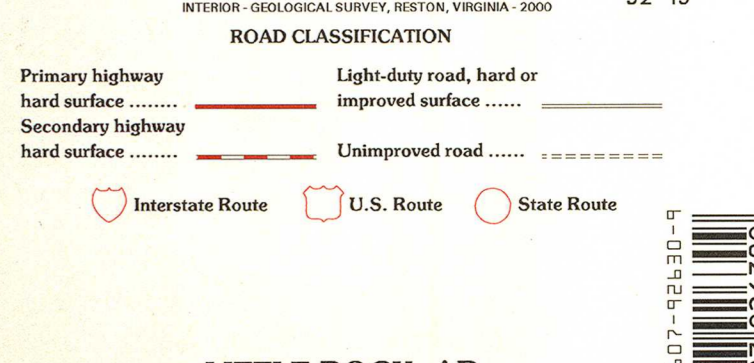 INTERIOR - GEOLOGICAL SURVEY, RESTON, VIRGINIA - 2000
ROAD CLASSIFICATION
Primary highway
hard surface ........
Secondary highway
hard surface ........
Light-duty road, hard or
improved surface ......
Unimproved road ......
Interstate Route
U.S. Route
State Route